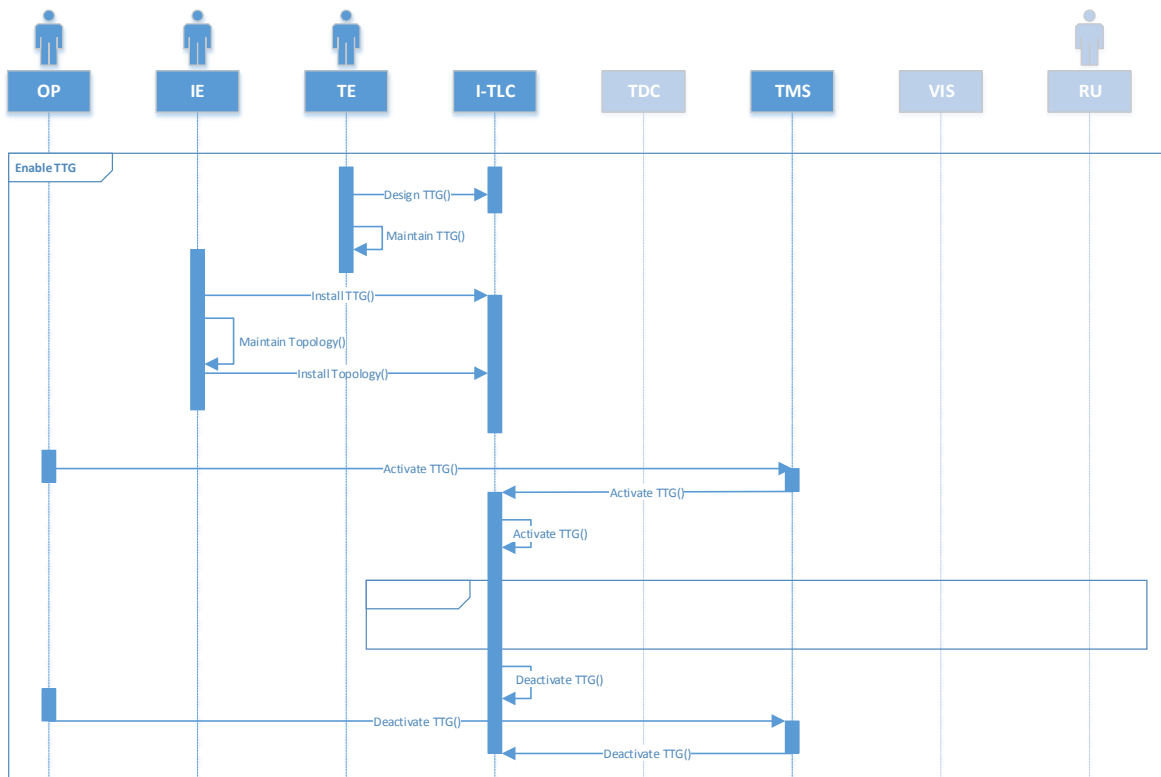 OP
IE
TE
I-TLC
TDC
TMS
VIS
RU
Enable TTG
Design TTG()
Maintain TTG()
Install TTG()
Maintain Topology()
Install Topology()
Activate TTG()
Activate TTG()
Activate TTG()
Deactivate TTG()
Deactivate TTG()
Deactivate TTG()